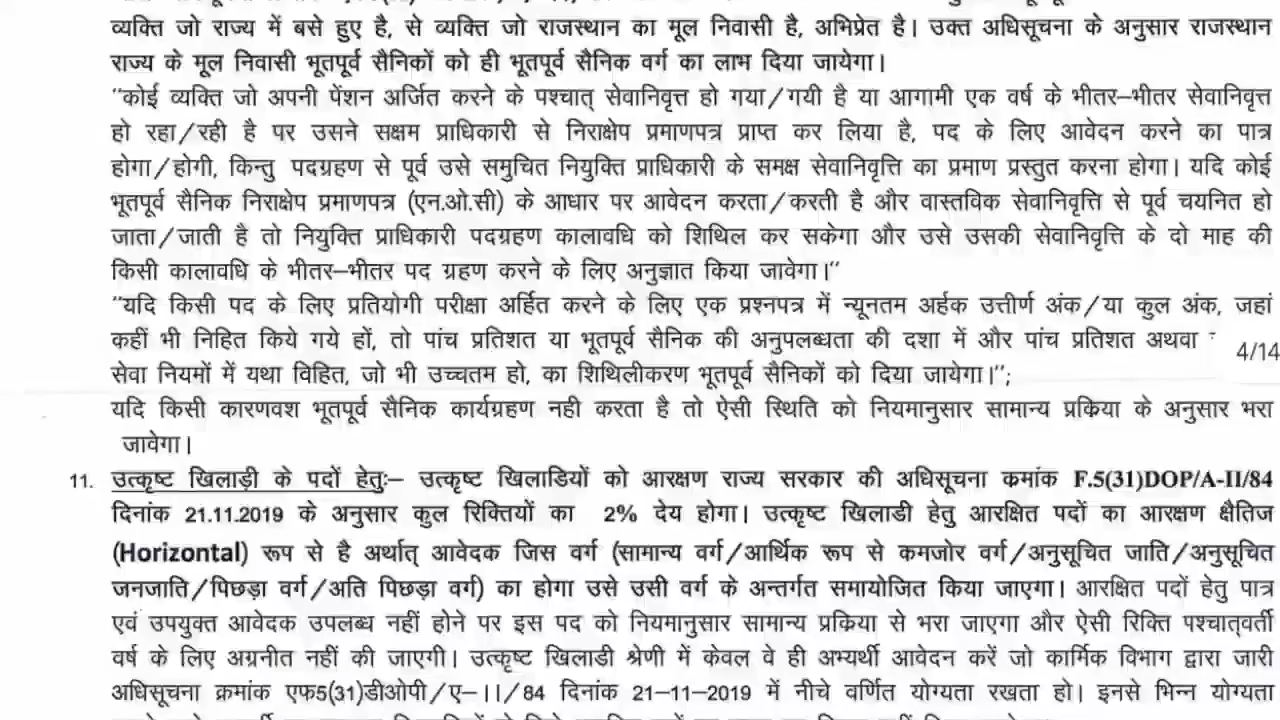 व्यक्ति जो राज्य में बसे हुए है, से व्यक्ति जो राजस्थान का मूल निवासी है, अभिप्रेत है। उक्त अधिसूचना के अनुसार राजस्थान
राज्य के मूल निवासी भूतपूर्व सैनिकों को ही भूतपूर्व सैनिक वर्ग का लाभ दिया जायेगा।
"कोई व्यक्ति जो अपनी पेंशन अर्जित करने के पश्चात् सेवानिवृत्त हो गया/गयी है या आगामी एक वर्ष के भीतर–भीतर सेवानिवृत्त
हो रहा/रही है पर उसने सक्षम प्राधिकारी से निराक्षेप प्रमाणपत्र प्राप्त कर लिया है, पद के लिए आवेदन करने का पात्र
होगा/होगी, किन्तु पदग्रहण से पूर्व उसे समुचित नियुक्ति प्राधिकारी के समक्ष सेवानिवृत्ति का प्रमाण प्रस्तुत करना होगा। यदि कोई
भूतपूर्व सैनिक निराक्षेप प्रमाणपत्र (एन.ओ.सी) के आधार पर आवेदन करता/करती है और वास्तविक सेवानिवृत्ति से पूर्व चयनित हो
जाता/जाती है तो नियुक्ति प्राधिकारी पदग्रहण कालावधि को शिथिल कर सकेगा और उसे उसकी सेवानिवृत्ति के दो माह की
किसी कालावधि के भीतर–भीतर पद ग्रहण करने के लिए अनुज्ञात किया जावेगा।"
"यदि किसी पद के लिए प्रतियोगी परीक्षा अर्हित करने के लिए एक प्रश्नपत्र में न्यूनतम अर्हक उत्तीर्ण अंक/या कुल अंक, जहां
कहीं भी निहित किये गये हों, तो पांच प्रतिशत या भूतपूर्व सैनिक की अनुपलब्धता की दशा में और पांच प्रतिशत अथवा
4/14
सेवा नियमों में यथा विहित, जो भी उच्चतम हो, का शिथिलीकरण भूतपूर्व सैनिकों को दिया जायेगा।";
यदि किसी कारणवश भूतपूर्व सैनिक कार्यग्रहण नही करता है तो ऐसी स्थिति को नियमानुसार सामान्य प्रकिया के अनुसार भरा
जावेगा।
11. उत्कृष्ट खिलाड़ी के पदों हेतुः– उत्कृष्ट खिलाडियों को आरक्षण राज्य सरकार की अधिसूचना कमांक F.5(31)DOP/A-II/84
दिनांक 21.11.2019 के अनुसार कुल रिक्तियों का 2% देय होगा। उत्कृष्ट खिलाडी हेतु आरक्षित पदों का आरक्षण क्षैतिज
(Horizontal) रूप से है अर्थात् आवेदक जिस वर्ग (सामान्य वर्ग/आर्थिक रूप से कमजोर वर्ग/अनुसूचित जाति/अनुसूचित
जनजाति/पिछड़ा वर्ग/अति पिछड़ा वर्ग) का होगा उसे उसी वर्ग के अन्तर्गत समायोजित किया जाएगा। आरक्षित पदों हेतु पात्र
एवं उपयुक्त आवेदक उपलब्ध नहीं होने पर इस पद को नियमानुसार सामान्य प्रकिया से भरा जाएगा और ऐसी रिक्ति पश्चात्वर्ती
वर्ष के लिए अग्रनीत नहीं की जाएगी। उत्कृष्ट खिलाडी श्रेणी में केवल वे ही अभ्यर्थी आवेदन करें जो कार्मिक विभाग द्वारा जारी
अधिसूचना क्रमांक एफ5(31)डीओपी/ए–।।/84 दिनांक 21–11–2019 में नीचे वर्णित योग्यता रखता हो। इनसे भिन्न योग्यता